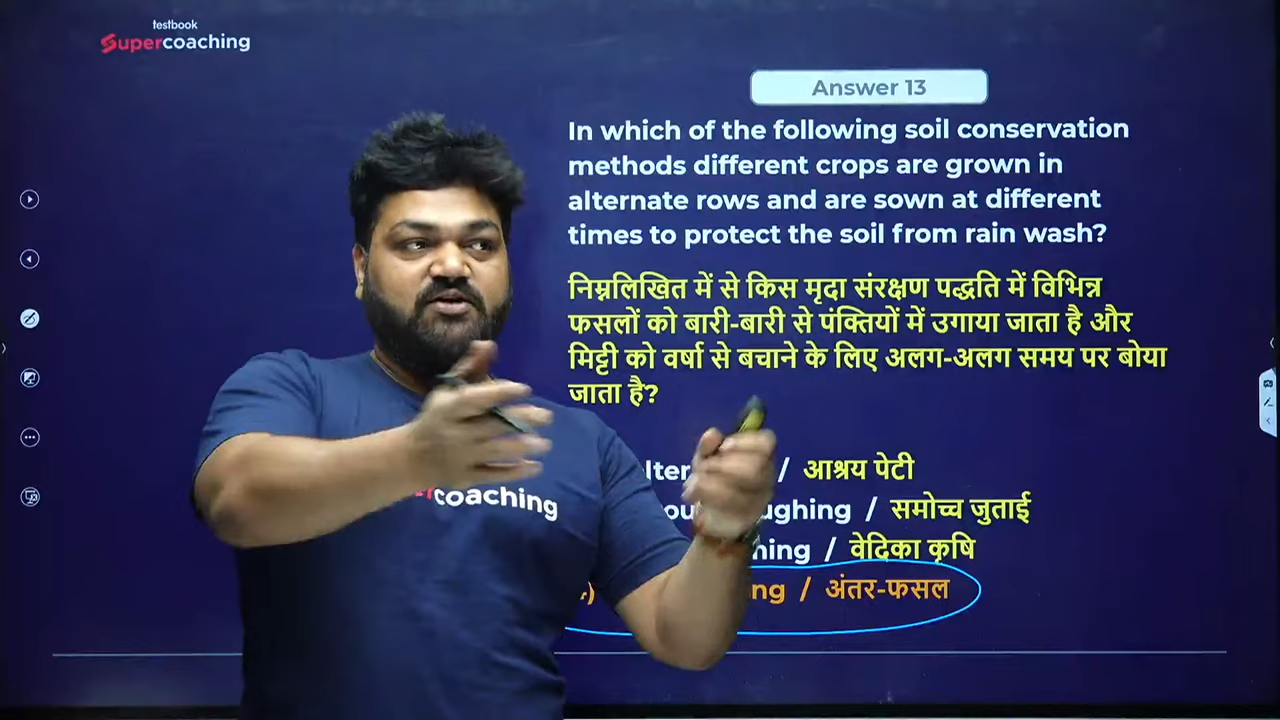 testbook
Supercoaching
Answer 13
In which of the following soil conservation
methods different crops are grown in
alternate rows and are sown at different
times to protect the soil from rain wash?
निम्नलिखित में से किस मृदा संरक्षण पद्धति में विभिन्न
फसलों को बारी-बारी से पंक्तियों में उगाया जाता है और
मिट्टी को वर्षा से बचाने के लिए अलग-अलग समय पर बोया
जाता है?
/ आश्रय पेटी
/ समोच्च जुताई
/ वेदिका कृषि
/ अंतर-फसल
coaching